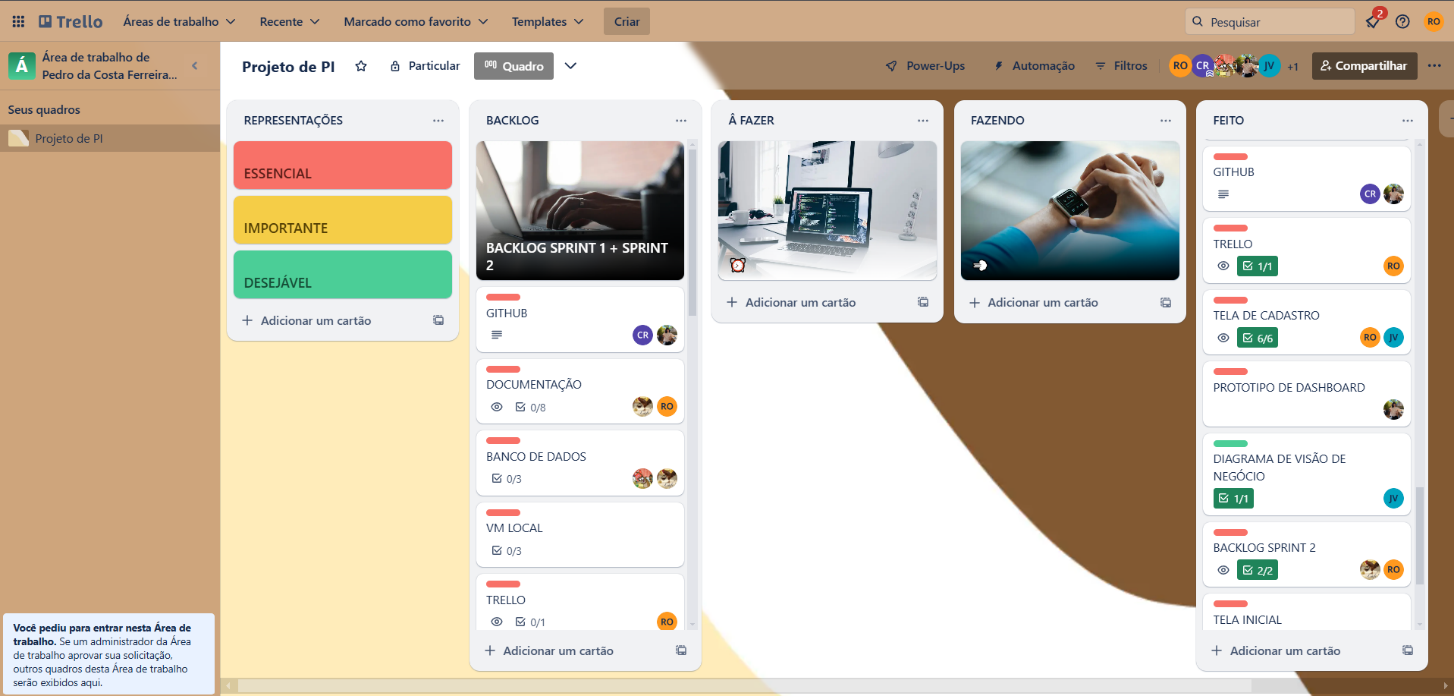 Trello
Áreas de trabalho
Recente
Marcado como favorito
Templates
Criar
Pesquisar
2
RO
Á
Área de trabalho de
Pedro da Costa Ferreira...
Seus quadros
Projeto de PI
Você pediu para entrar nesta Área de
trabalho. Se um administrador da Área
de trabalho aprovar sua solicitação,
outros quadros desta Área de trabalho
serão exibidos aqui.
Projeto de PI
Particular
Quadro
Power-Ups
Automação
Filtros
RO
CR
JV
+1
Compartilhar
REPRESENTAÇÕES
ESSENCIAL
IMPORTANTE
DESEJÁVEL
Adicionar um cartão
BACKLOG
BACKLOG SPRINT 1 + SPRINT
2
GITHUB
CR
DOCUMENTAÇÃO
0/8
RO
BANCO DE DADOS
0/3
VM LOCAL
0/3
TRELLO
0/1
RO
Adicionar um cartão
Â FAZER
Adicionar um cartão
FAZENDO
Adicionar um cartão
FEITO
GITHUB
CR
TRELLO
1/1
RO
TELA DE CADASTRO
6/6
RO
JV
PROTOTIPO DE DASHBOARD
DIAGRAMA DE VISÃO DE
NEGÓCIO
1/1
JV
BACKLOG SPRINT 2
2/2
RO
TELA INICIAL
Adicionar um cartão